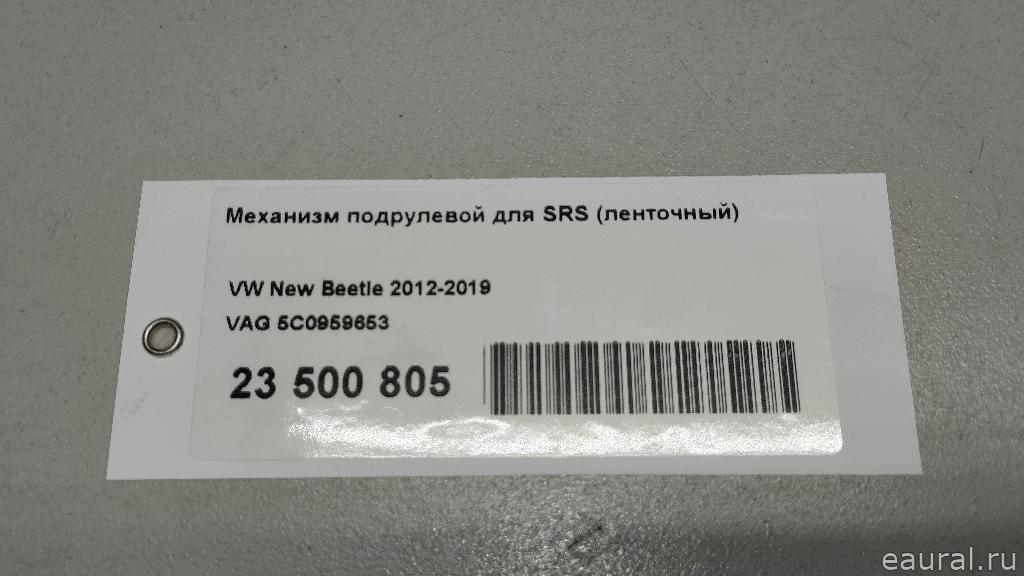 Механизм подрулевой для SRS (ленточный)
VW New Beetle 2012-2019
VAG 5C0959653
23 500 805
eaural.ru